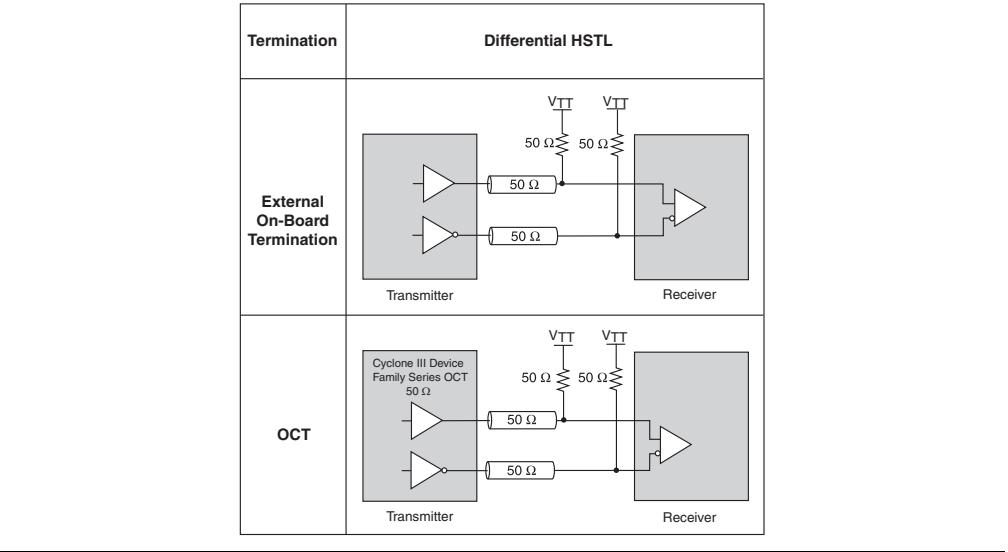 Termination
Differential HSTL
External
On-Board
Termination
VTT
VTT
50 Ω
50 Ω
50 Ω
50 Ω
Transmitter
Receiver
OCT
Cyclone III Device
Family Series OCT
50 Ω
VTT
VTT
50 Ω
50 Ω
50 Ω
50 Ω
Transmitter
Receiver